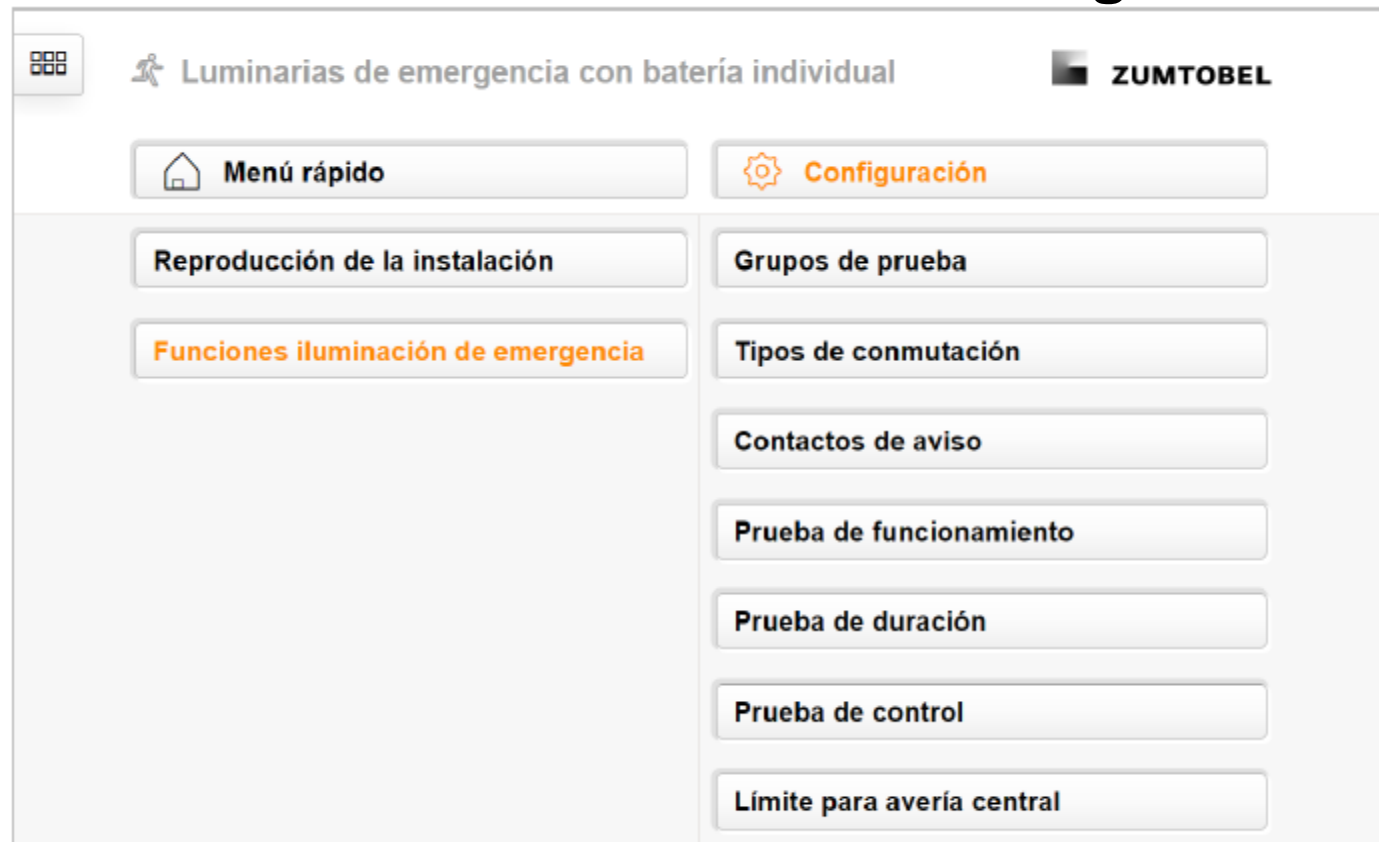 Luminarias de emergencia con batería individual
ZUMTOBEL
Menú rápido
Configuración
Reproducción de la instalación
Grupos de prueba
Funciones iluminación de emergencia
Tipos de conmutación
Contactos de aviso
Prueba de funcionamiento
Prueba de duración
Prueba de control
Límite para avería central